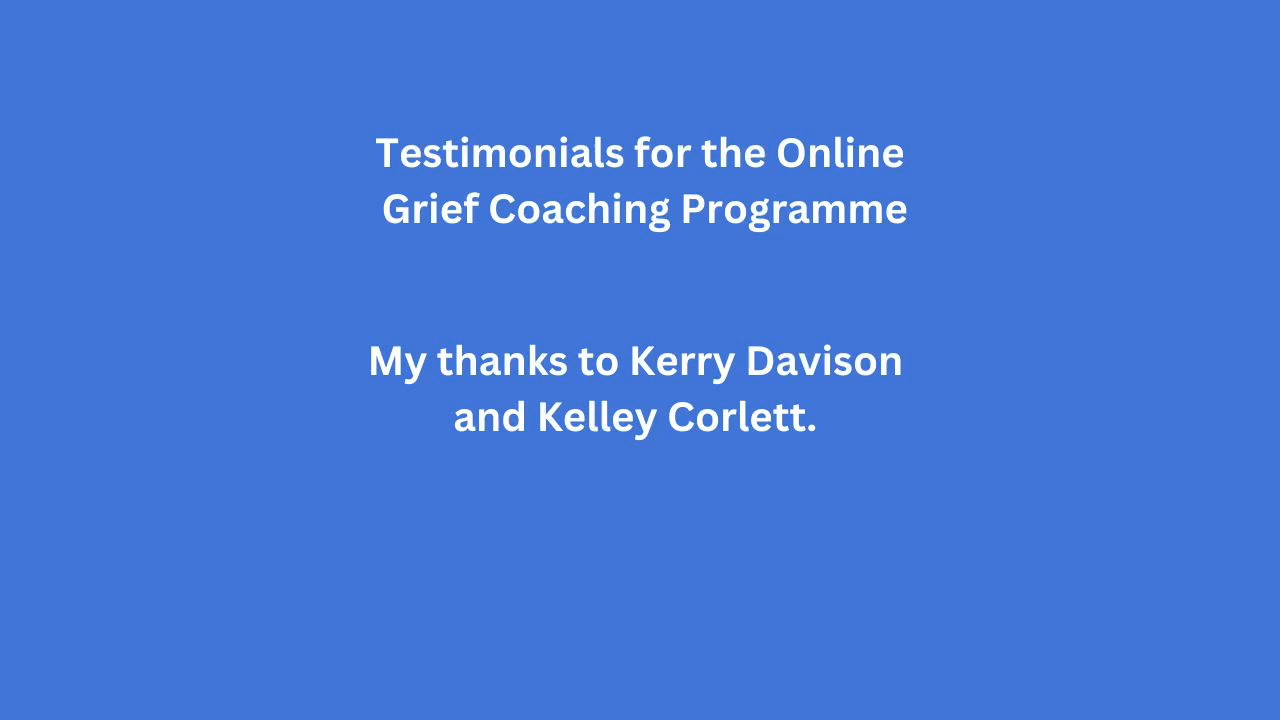 Testimonials for the Online
Grief Coaching Programme
My thanks to Kerry Davison
and Kelley Corlett.